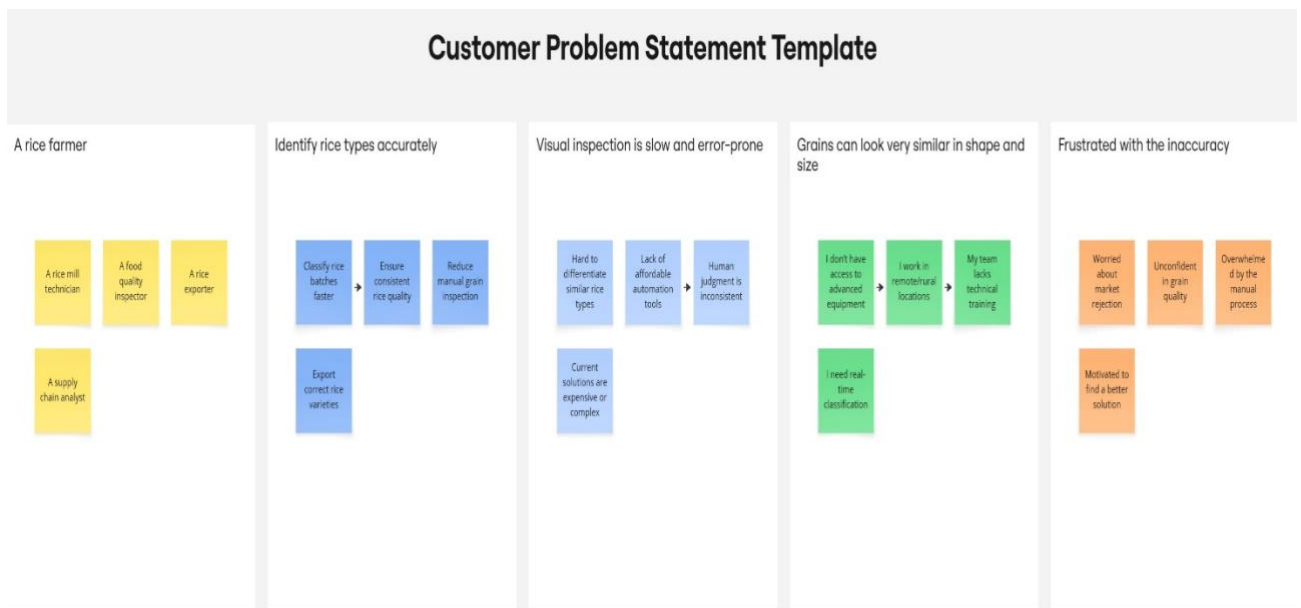 Customer Problem Statement Template
A rice farmer
A rice mill
technician
A food
quality
inspector
A rice
exporter
A supply
chain analyst
Identify rice types accurately
Classify rice
batches
faster
Ensure
consistent
rice quality
Reduce
manual grain
inspection
Export
correct rice
varieties
Visual inspection is slow and error-prone
Hard to
differentiate
similar rice
types
Lack of
affordable
automation
tools
Human
judgment is
inconsistent
Current
solutions are
expensive or
complex
Grains can look very similar in shape and
size
I don't have
access to
advanced
equipment
I work in
remote/rural
locations
My team
lacks
technical
training
I need real-
time
classification
Frustrated with the inaccuracy
Worried
about
market
rejection
Unconfident
in grain
quality
Overwhelme
d by the
manual
process
Motivated to
find a better
solution